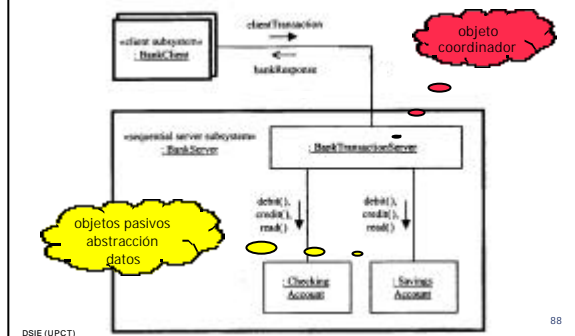 clientTransaction
«client subsystem»
: BankClient
bankResponse
objeto
coordinador
«sequential server subsystem»
: BankServer
: BankTransactionServer
debit(),
credit(),
read()
debit(),
credit(),
read()
objetos pasivos
abstracción
datos
: Checking
Account
: Savings
Account
DSIE (UPCT)
88